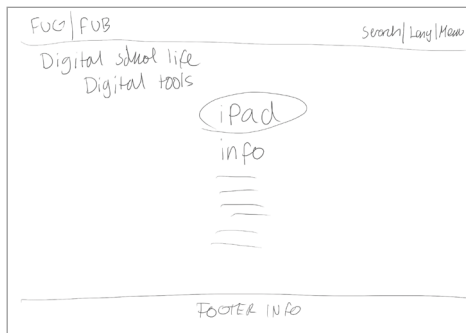 FUG|FUB
Search|Lang|Menu
Digital school life
Digital tools
iPad
info
FOOTER INFO